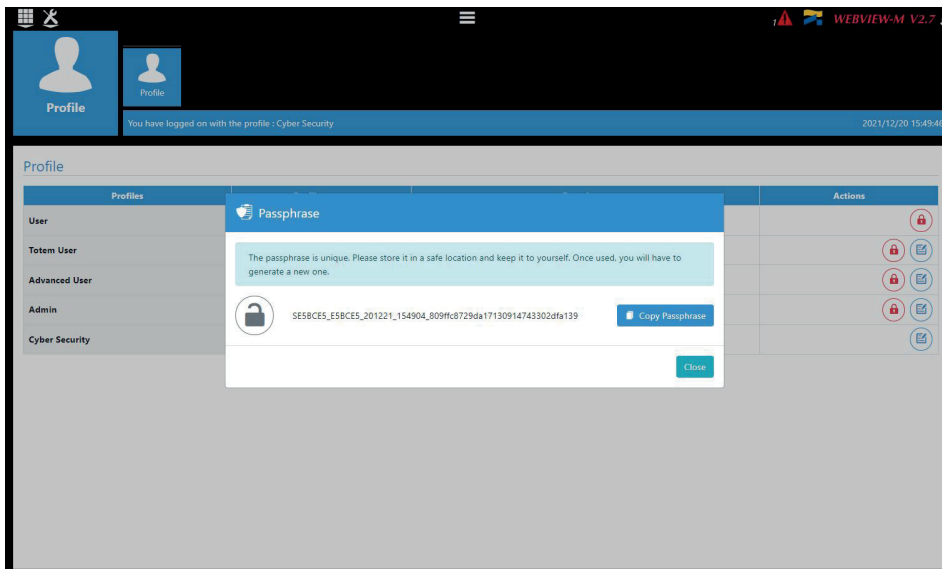 1
WEBVIEW-M V2.7
Profile
Profile
You have logged on with the profile : Cyber Security
2021/12/20 15:49:46
Profile
Profiles
Actions
User
Totem User
Advanced User
Admin
Cyber Security
Passphrase
The passphrase is unique. Please store it in a safe location and keep it to yourself. Once used, you will have to
generate a new one.
SE5BCE5_E5BCE5_201221_154904_809ffc8729da17130914743302dfa139
Copy Passphrase
Close